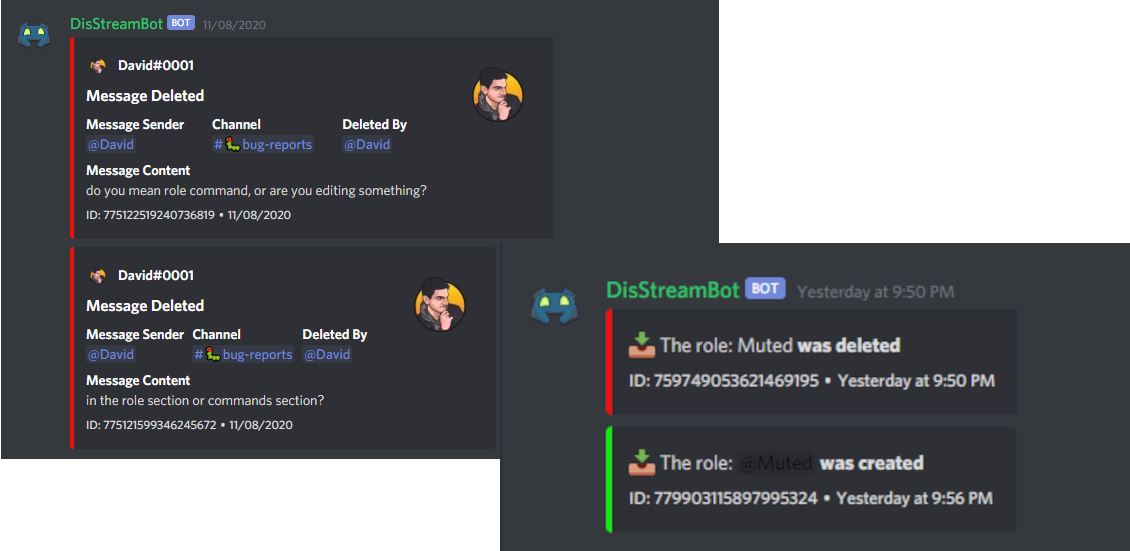 DisStreamBot BOT 11/08/2020
David#0001
Message Deleted
Message Sender Channel Deleted By
@David #🐛bug-reports @David
Message Content
do you mean role command, or are you editing something?
ID: 775122519240736819 • 11/08/2020
David#0001
Message Deleted
Message Sender Channel Deleted By
@David #🐛bug-reports @David
Message Content
in the role section or commands section?
ID: 775121599346245672 • 11/08/2020
DisStreamBot BOT Yesterday at 9:50 PM
📥 The role: Muted was deleted
ID: 759749053621469195 • Yesterday at 9:50 PM
📥 The role: @Muted was created
ID: 779903115897995324 • Yesterday at 9:56 PM